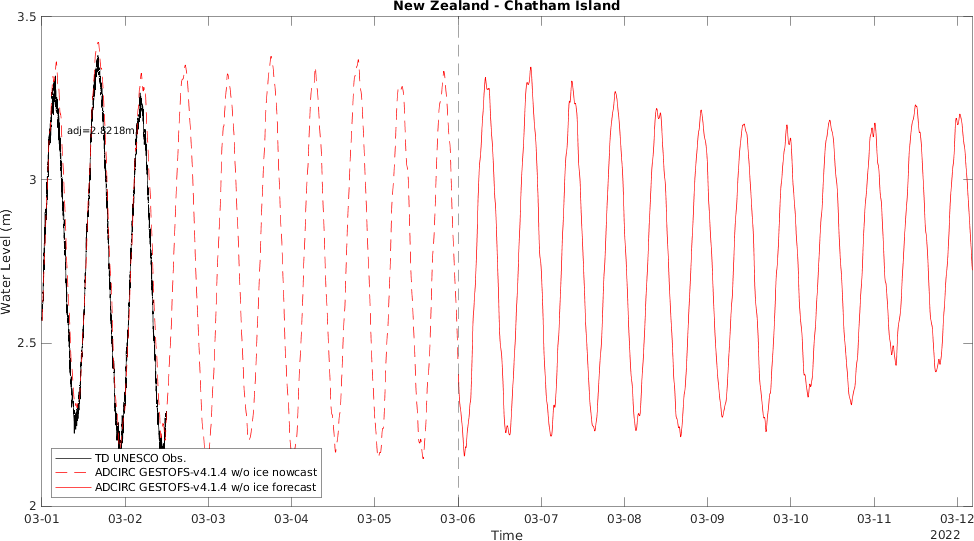 New Zealand - Chatham Island
3.5
3
2.5
2
Water Level (m)
adj=2.8218m
TD UNESCO Obs.
ADCIRC GESTOFS-v4.1.4 w/o ice nowcast
ADCIRC GESTOFS-v4.1.4 w/o ice forecast
03-01 03-02 03-03 03-04 03-05 03-06 03-07 03-08 03-09 03-10 03-11 03-12
Time
2022